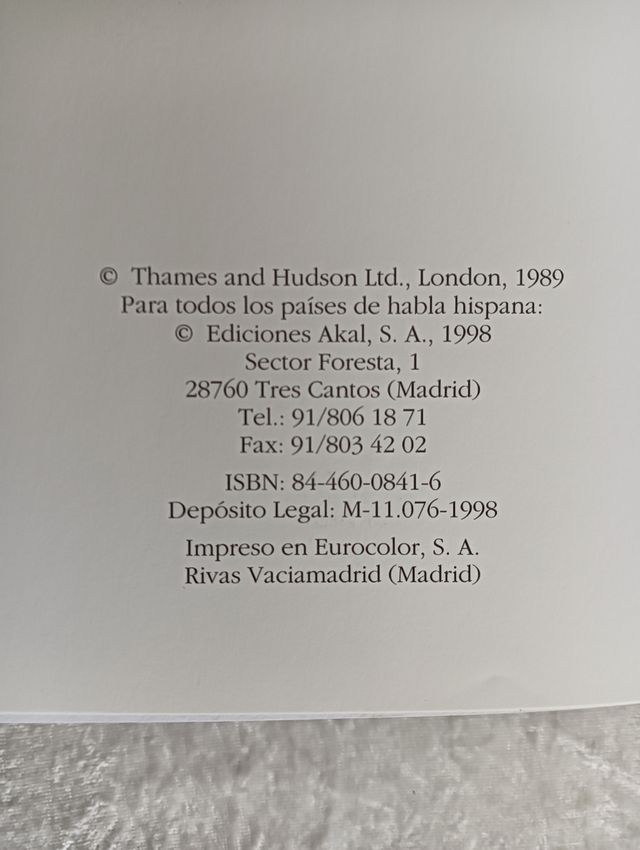 © Thames and Hudson Ltd., London, 1989
Para todos los países de habla hispana:
© Ediciones Akal, S. A., 1998
Sector Foresta, 1
28760 Tres Cantos (Madrid)
Tel.: 91/806 18 71
Fax: 91/803 42 02
ISBN: 84-460-0841-6
Depósito Legal: M-11.076-1998
Impreso en Eurocolor, S. A.
Rivas Vaciamadrid (Madrid)